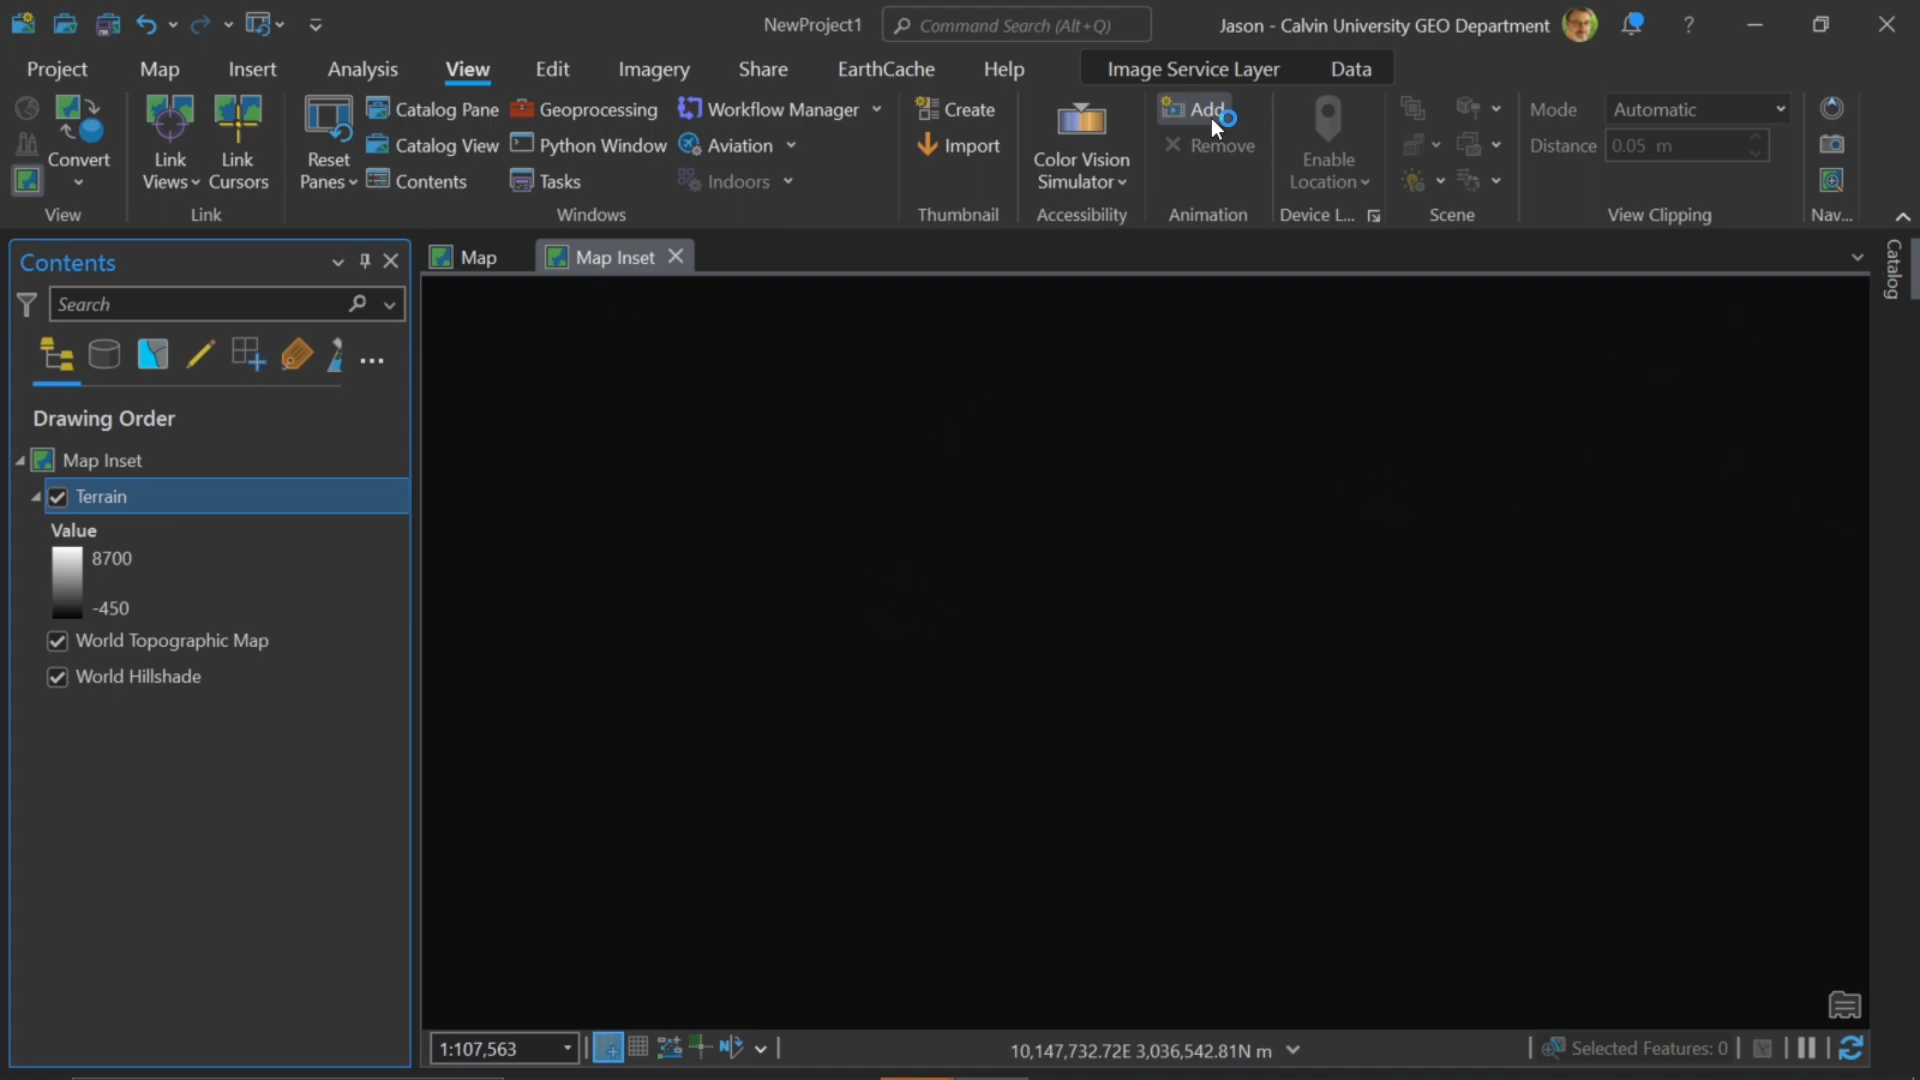 NewProject1
Command Search (Alt+Q)
Jason - Calvin University GEO Department
?
Project Map Insert Analysis View Edit Imagery Share EarthCache Help Image Service Layer Data
Convert
View
Link Views
Link Cursors
Link
Reset Panes
Catalog Pane
Catalog View
Contents
Geoprocessing
Python Window
Tasks
Workflow Manager
Aviation
Indoors
Windows
Create
Import
Thumbnail
Color Vision Simulator
Accessibility
Add
Remove
Animation
Enable Location
Device L...
Scene
Mode Automatic
Distance 0.05 m
View Clipping
Nav...
Contents
Search
Drawing Order
Map Inset
Terrain
Value
8700
-450
World Topographic Map
World Hillshade
Map
Map Inset
Catalog
1:107,563
N
10,147,732.72E 3,036,542.81N m
Selected Features: 0